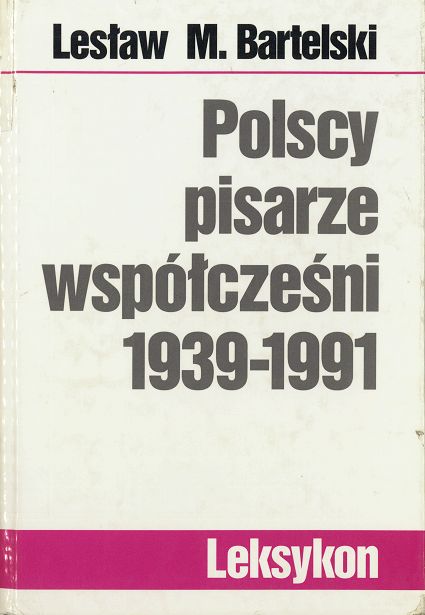 Lesław M. Bartelski
Polscy
pisarze
współcześni
1939-1991
Leksykon